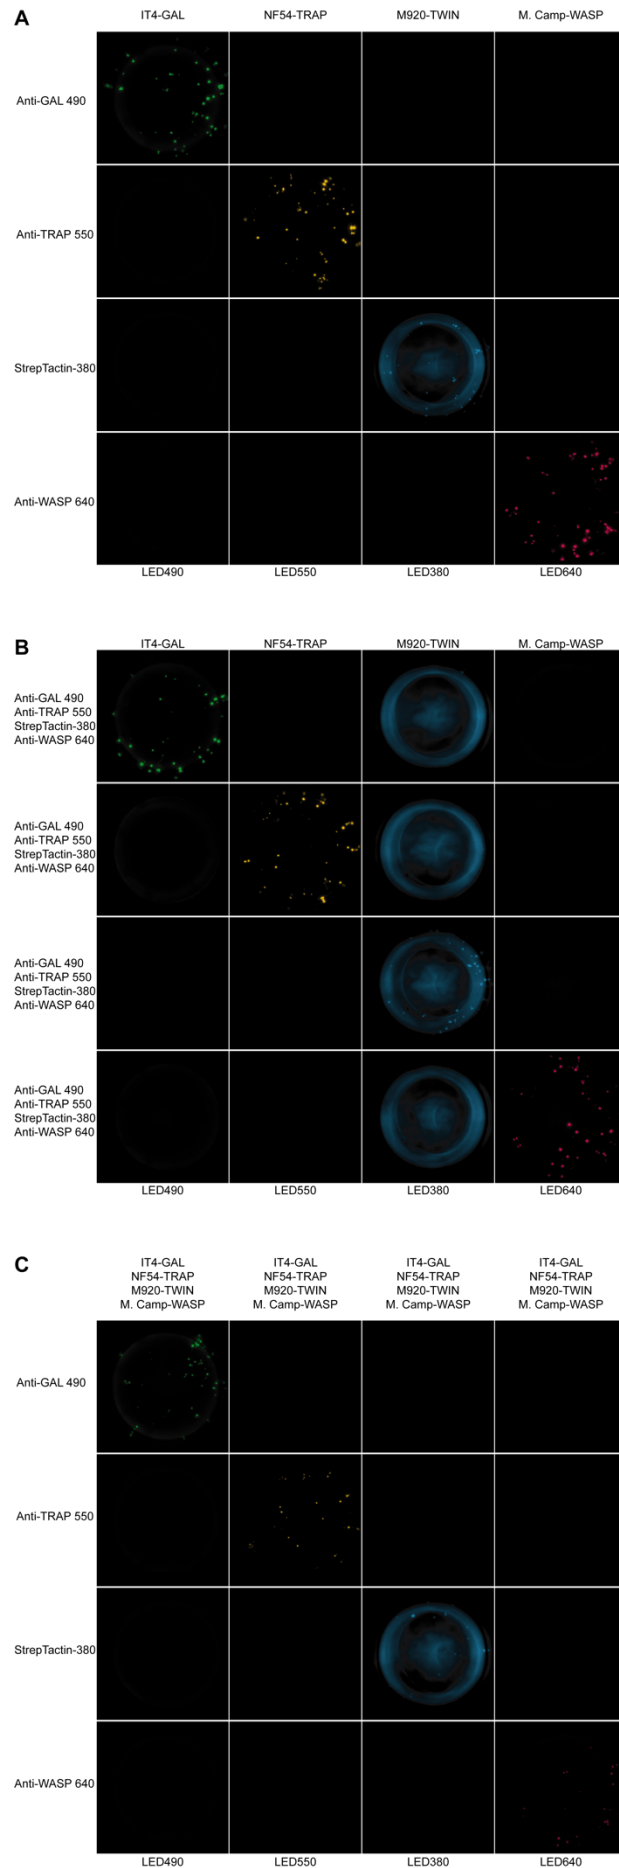 A
IT4-GAL NF54-TRAP M920-TWIN M. Camp-WASP
Anti-GAL 490
Anti-TRAP 550
StrepTactin-380
Anti-WASP 640
LED490 LED550 LED380 LED640
B
IT4-GAL NF54-TRAP M920-TWIN M. Camp-WASP
Anti-GAL 490
Anti-TRAP 550
StrepTactin-380
Anti-WASP 640
Anti-GAL 490
Anti-TRAP 550
StrepTactin-380
Anti-WASP 640
Anti-GAL 490
Anti-TRAP 550
StrepTactin-380
Anti-WASP 640
Anti-GAL 490
Anti-TRAP 550
StrepTactin-380
Anti-WASP 640
LED490 LED550 LED380 LED640
C
IT4-GAL IT4-GAL IT4-GAL IT4-GAL
NF54-TRAP NF54-TRAP NF54-TRAP NF54-TRAP
M920-TWIN M920-TWIN M920-TWIN M920-TWIN
M. Camp-WASP M. Camp-WASP M. Camp-WASP M. Camp-WASP
Anti-GAL 490
Anti-TRAP 550
StrepTactin-380
Anti-WASP 640
LED490 LED550 LED380 LED640